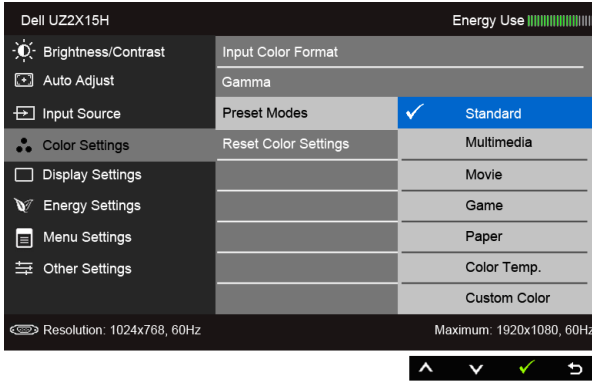 Dell UZ2X15H
Energy Use
Brightness/Contrast
Input Color Format
Auto Adjust
Gamma
Input Source
Preset Modes
Standard
Color Settings
Reset Color Settings
Multimedia
Display Settings
Movie
Energy Settings
Game
Menu Settings
Paper
Other Settings
Color Temp.
Custom Color
Resolution: 1024x768, 60Hz
Maximum: 1920x1080, 60Hz